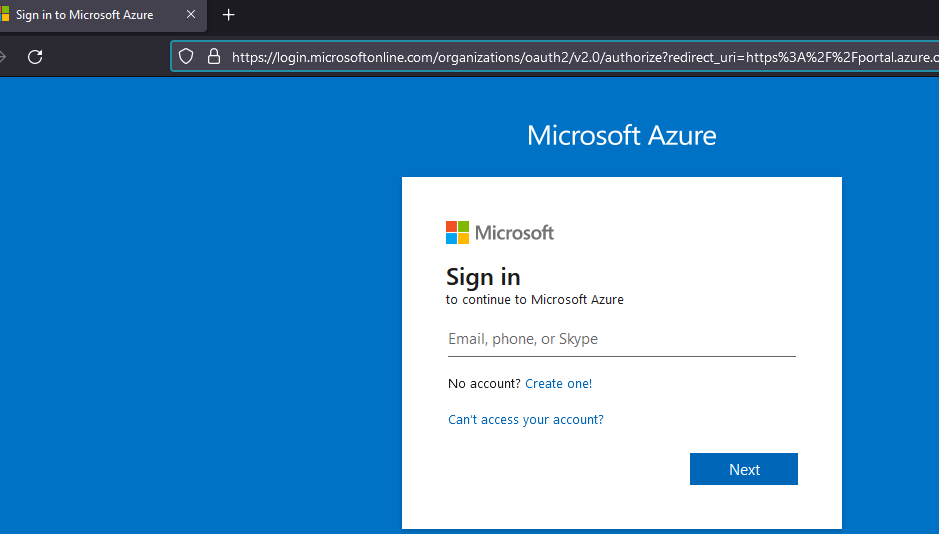 Sign in to Microsoft Azure
https://login.microsoftonline.com/organizations/oauth2/v2.0/authorize?redirect_uri=https%3A%2F%2Fportal.azure.c
Microsoft Azure
Microsoft
Sign in
to continue to Microsoft Azure
Email, phone, or Skype
No account? Create one!
Can't access your account?
Next